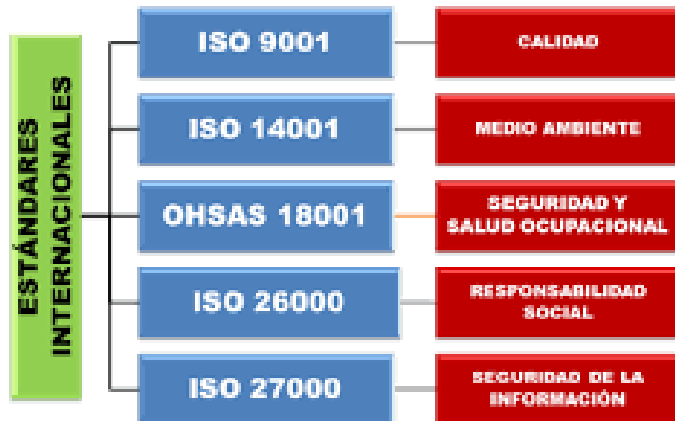 ESTÁNDARES
INTERNACIONALES
ISO 9001
CALIDAD
ISO 14001
MEDIO AMBIENTE
OHSAS 18001
SEGURIDAD Y
SALUD OCUPACIONAL
ISO 26000
RESPONSABILIDAD
SOCIAL
ISO 27000
SEGURIDAD DE LA
INFORMACIÓN